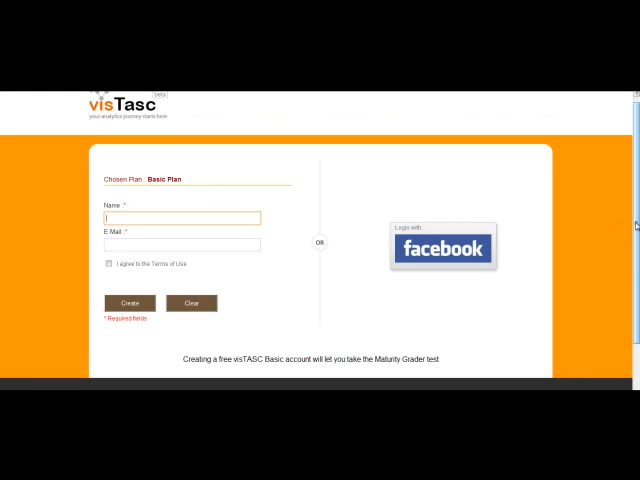 beta
visTasc
your analytics journey starts here
Chosen Plan : Basic Plan
Name :*
E Mail :*
I agree to the Terms of Use
Create Clear
* Required fields
OR
Login with:
facebook
Creating a free visTASC Basic account will let you take the Maturity Grader test